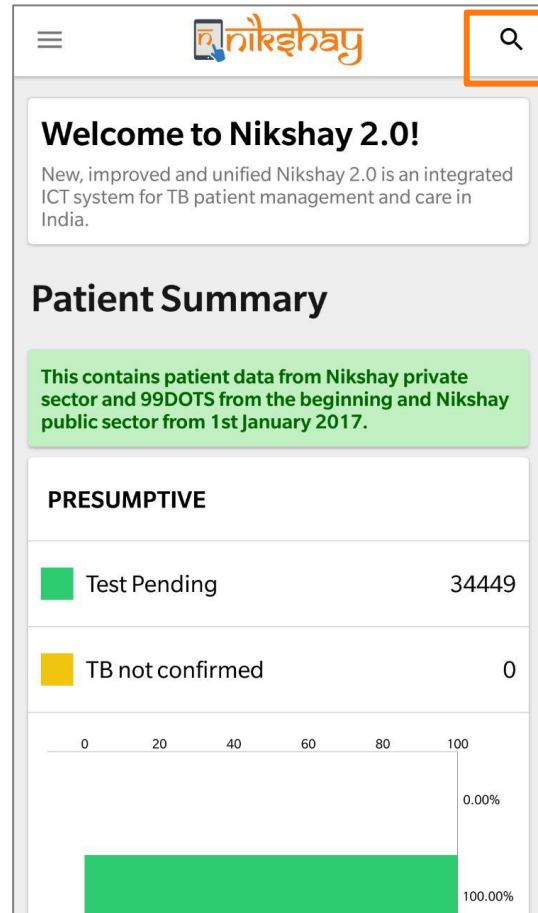 nikshay
Welcome to Nikshay 2.0!
New, improved and unified Nikshay 2.0 is an integrated
ICT system for TB patient management and care in
India.
Patient Summary
This contains patient data from Nikshay private
sector and 99DOTS from the beginning and Nikshay
public sector from 1st January 2017.
PRESUMPTIVE
Test Pending 34449
TB not confirmed 0
0 20 40 60 80 100
0.00%
100.00%